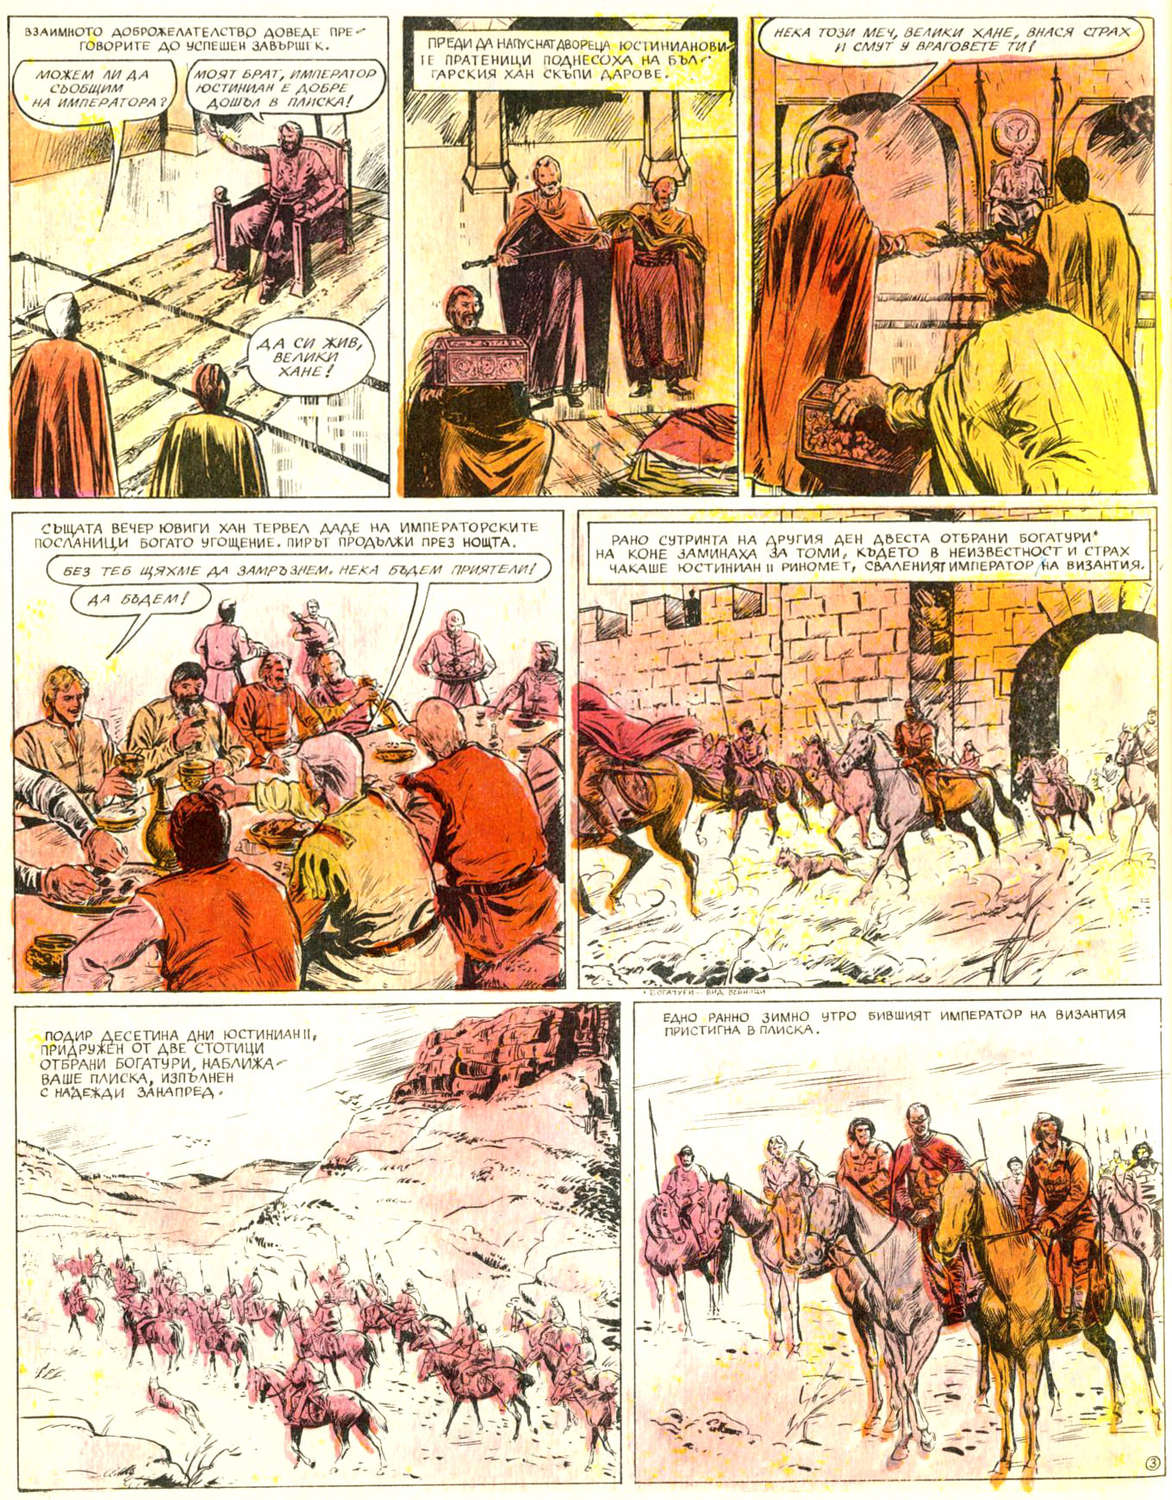 ВЗАИМНОТО ДОБРОЖЕЛАТЕЛСТВО ДОВЕДЕ ПРЕ-
ГОВОРИТЕ ДО УСПЕШЕН ЗАВЪРШЕК.
МОЖЕМ ЛИ ДА
СЪОБЩИМ
НА ИМПЕРАТОРА?
МОЯТ БРАТ, ИМПЕРАТОР
ЮСТИНИАН Е ДОБРЕ
ДОШЪЛ В ПЛИСКА!
ДА СИ ЖИВ,
ВЕЛИКИ
ХАНЕ!
ПРЕДИ ДА НАПУСНАТ ДВОРЕЦА, ЮСТИНИАНОВИ-
ТЕ ПРАТЕНИЦИ ПОДНЕСОХА НА БЪЛ-
ГАРСКИЯ ХАН СКЪПИ ДАРОВЕ.
НЕКА ТОЗИ МЕЧ, ВЕЛИКИ ХАНЕ, ВНАСЯ СТРАХ
И СМУТ У ВРАГОВЕТЕ ТИ!
СЪЩАТА ВЕЧЕР ЮВИГИ ХАН ТЕРВЕЛ ДАДЕ НА ИМПЕРАТОРСКИТЕ
ПОСЛАНИЦИ БОГАТО УГОЩЕНИЕ. ПИРЪТ ПРОДЪЛЖИ ПРЕЗ НОЩТА.
БЕЗ ТЕБ ЩЯХМЕ ДА ЗАМРЪЗНЕМ. НЕКА БЪДЕМ ПРИЯТЕЛИ!
ДА БЪДЕМ!
РАНО СУТРИНТА НА ДРУГИЯ ДЕН ДВЕСТА ОТБРАНИ БОГАТУРИ*
НА КОНЕ ЗАМИНАХА ЗА ТОМИ, КЪДЕТО В НЕИЗВЕСТНОСТ И СТРАХ
ЧАКАШЕ ЮСТИНИАН II РИНОМЕТ, СВАЛЕНИЯТ ИМПЕРАТОР НА ВИЗАНТИЯ.
* БОГАТУРИ - ВИД ВОЙНИЦИ
ПОДИР ДЕСЕТИНА ДНИ ЮСТИНИАН II,
ПРИДРУЖЕН ОТ ДВЕ СТОТИЦИ
ОТБРАНИ БОГАТУРИ, НАБЛИЖА-
ВАШЕ ПЛИСКА, ИЗПЪЛНЕН
С НАДЕЖДИ ЗАНАПРЕД.
ЕДНО РАННО ЗИМНО УТРО БИВШИЯТ ИМПЕРАТОР НА ВИЗАНТИЯ
ПРИСТИГНА В ПЛИСКА.
3